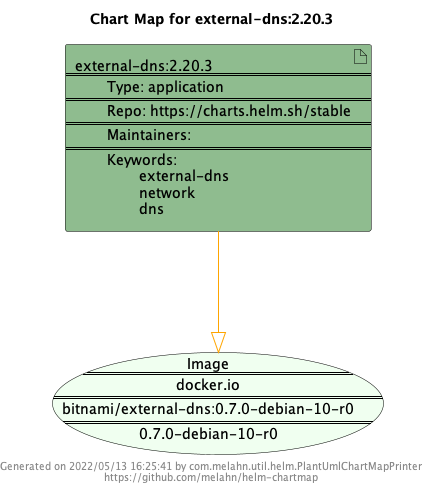 Chart Map for external-dns:2.20.3
external-dns:2.20.3
Type: application
Repo: https://charts.helm.sh/stable
Maintainers:
Keywords:
external-dns
network
dns
Image
docker.io
bitnami/external-dns:0.7.0-debian-10-r0
0.7.0-debian-10-r0
Generated on 2022/05/13 16:25:41 by com.melahn.util.helm.PlantUmlChartMapPrinter
https://github.com/melahn/helm-chartmap